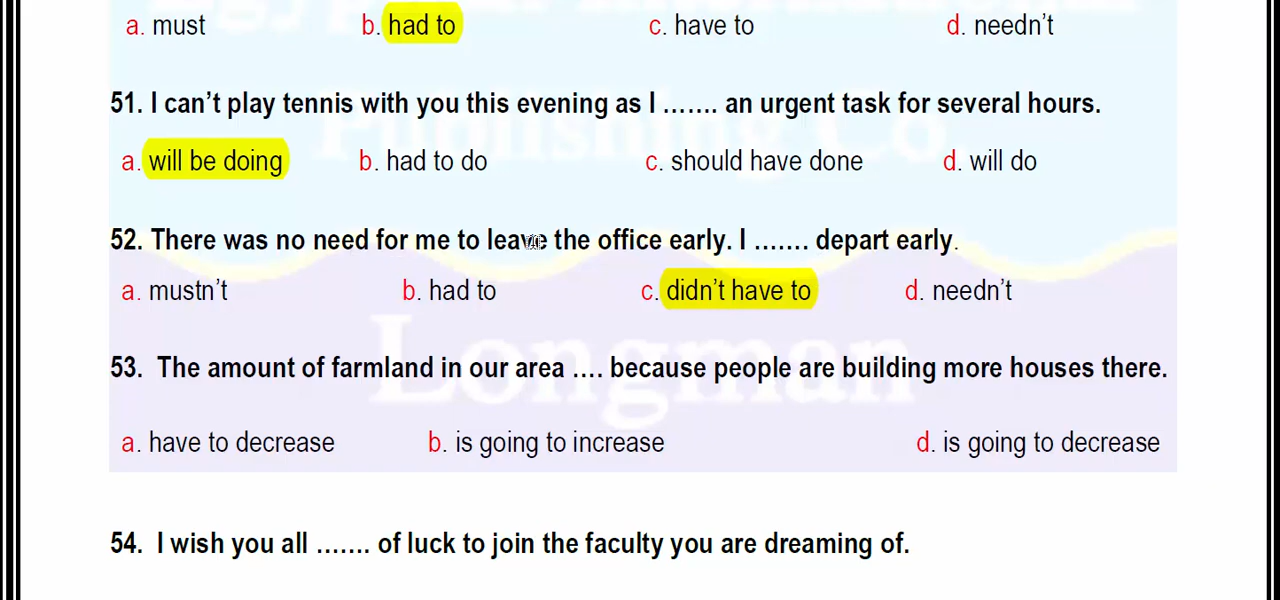 a. must b. had to c. have to d. needn't
51. I can't play tennis with you this evening as I ……. an urgent task for several hours.
a. will be doing b. had to do c. should have done d. will do
52. There was no need for me to leave the office early. I ……. depart early.
a. mustn't b. had to c. didn't have to d. needn't
53. The amount of farmland in our area …. because people are building more houses there.
a. have to decrease b. is going to increase d. is going to decrease
Longman
54. I wish you all ……. of luck to join the faculty you are dreaming of.